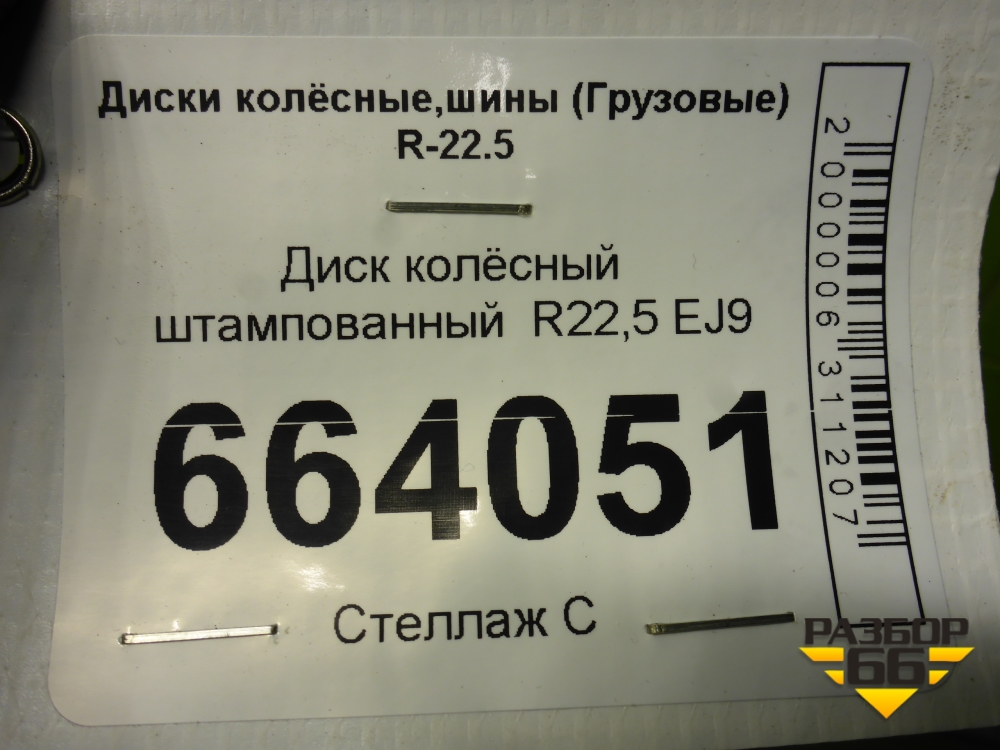 Диски колёсные,шины (Грузовые)
R-22.5
Диск колёсный
штампованный R22,5 EJ9
664051
Стеллаж С
2000006311207
РАЗБОР
66